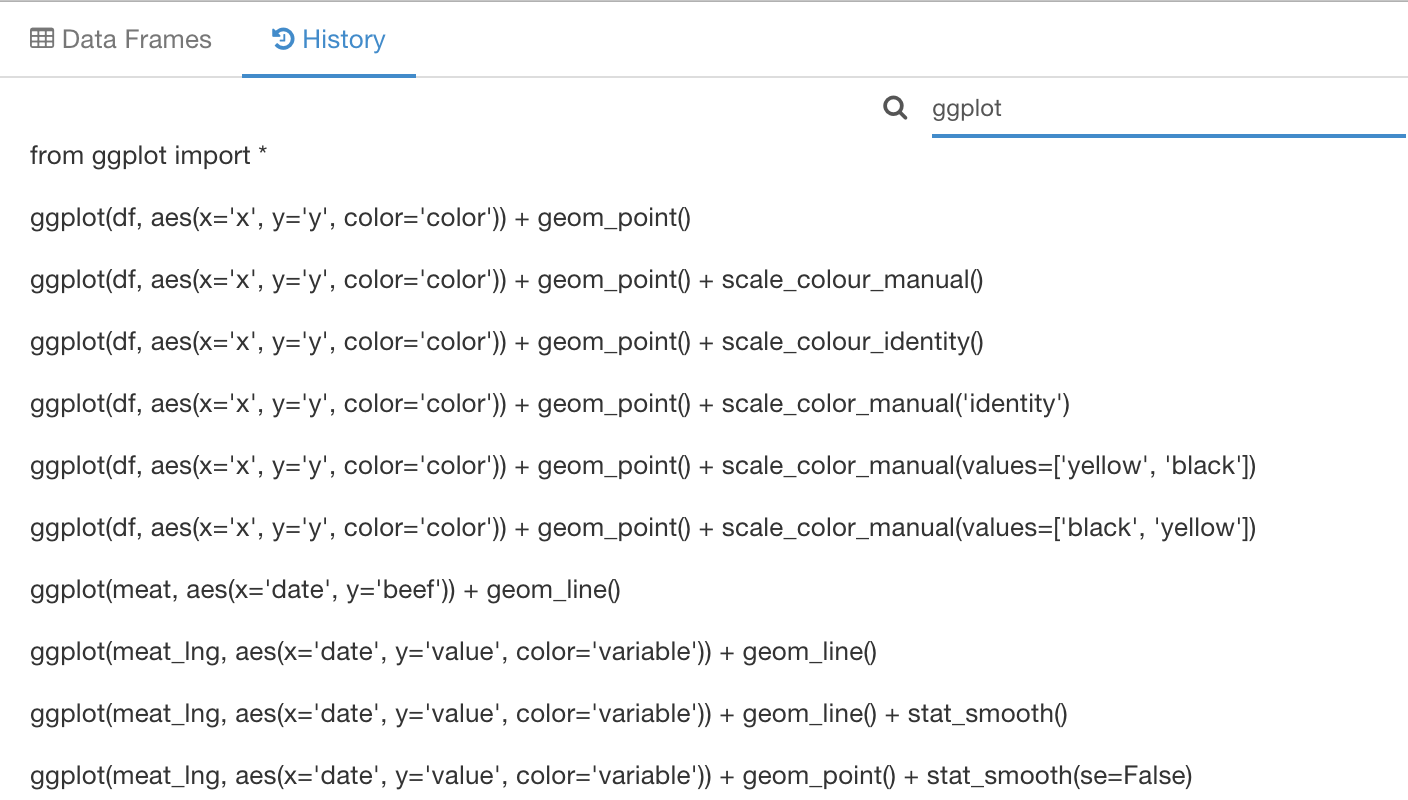 Data Frames History
ggplot
from ggplot import *
ggplot(df, aes(x='x', y='y', color='color')) + geom_point()
ggplot(df, aes(x='x', y='y', color='color')) + geom_point() + scale_colour_manual()
ggplot(df, aes(x='x', y='y', color='color')) + geom_point() + scale_colour_identity()
ggplot(df, aes(x='x', y='y', color='color')) + geom_point() + scale_color_manual('identity')
ggplot(df, aes(x='x', y='y', color='color')) + geom_point() + scale_color_manual(values=['yellow', 'black'])
ggplot(df, aes(x='x', y='y', color='color')) + geom_point() + scale_color_manual(values=['black', 'yellow'])
ggplot(meat, aes(x='date', y='beef')) + geom_line()
ggplot(meat_lng, aes(x='date', y='value', color='variable')) + geom_line()
ggplot(meat_lng, aes(x='date', y='value', color='variable')) + geom_line() + stat_smooth()
ggplot(meat_lng, aes(x='date', y='value', color='variable')) + geom_point() + stat_smooth(se=False)